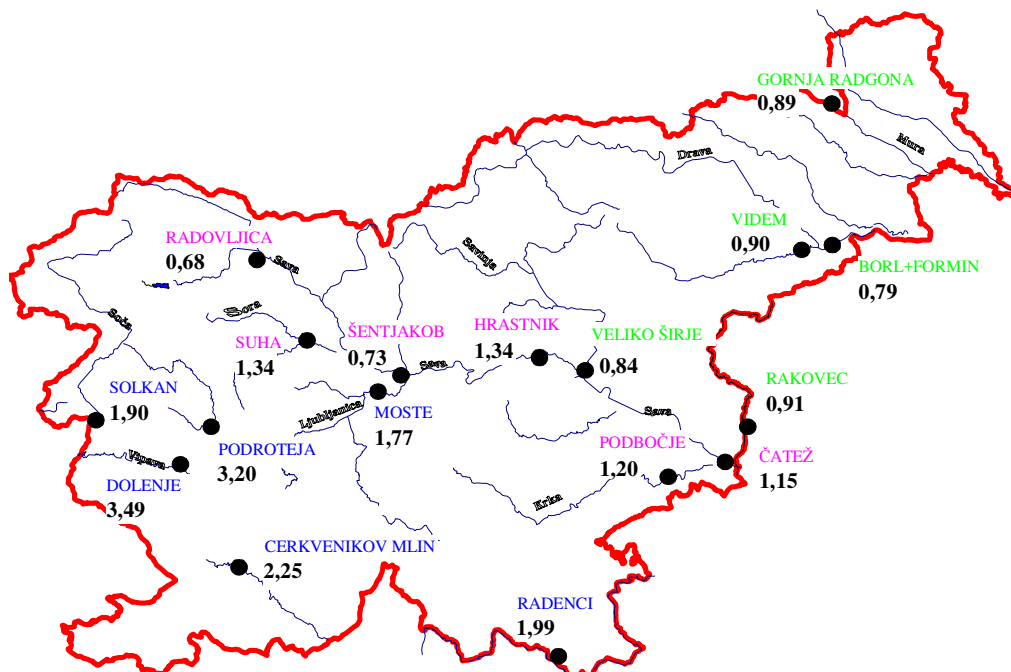 GORNJA RADGONA
0,89
Mura
Drava
VIDEM
0,90
BORL+FORMIN
0,79
RADOVLJICA
0,68
Sava
Savinja
Sora
Soča
SUHA
1,34
ŠENTJAKOB
0,73
Sava
HRASTNIK
1,34
VELIKO ŠIRJE
0,84
SOLKAN
1,90
Ljubljanica
MOSTE
1,77
RAKOVEC
0,91
Sava
PODROTEJA
3,20
Vipava
DOLENJE
3,49
PODBOČJE
1,20
ČATEŽ
1,15
Krka
CERKVENIKOV MLIN
2,25
RADENCI
1,99